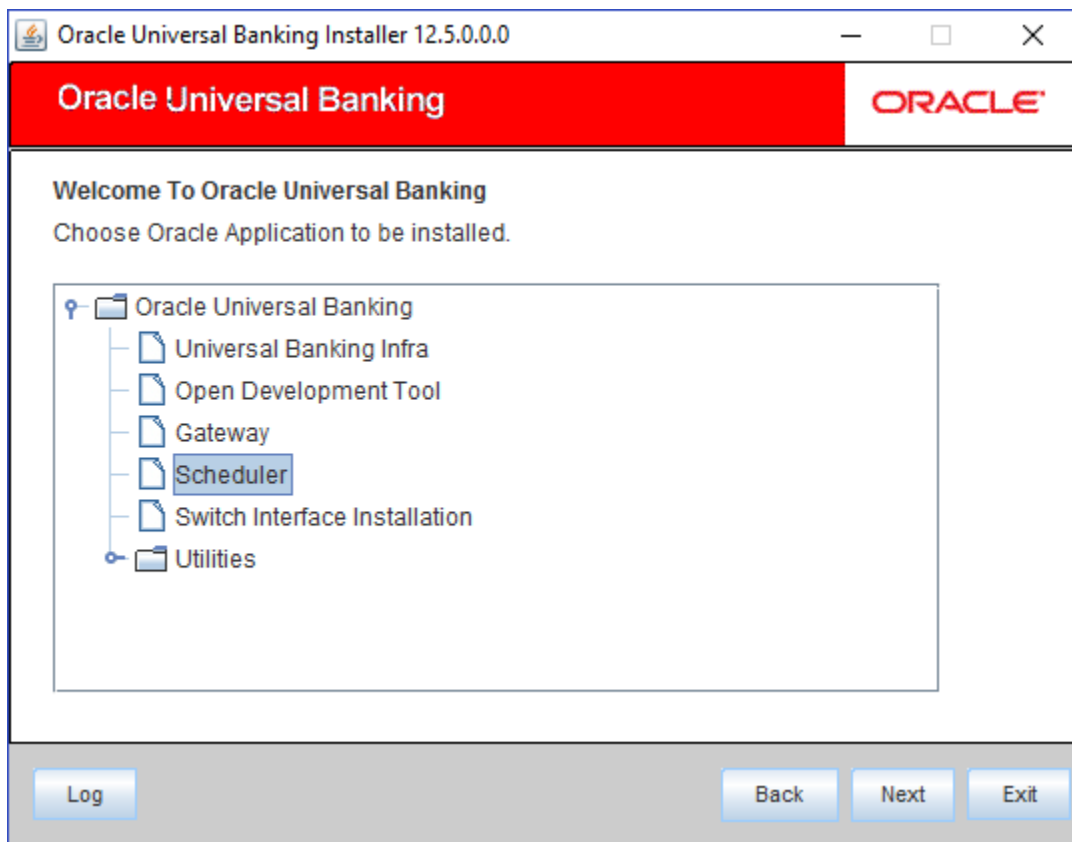 Oracle Universal Banking Installer 12.5.0.0.0
Oracle Universal Banking
ORACLE
Welcome To Oracle Universal Banking
Choose Oracle Application to be installed.
Oracle Universal Banking
Universal Banking Infra
Open Development Tool
Gateway
Scheduler
Switch Interface Installation
Utilities
Log
Back
Next
Exit